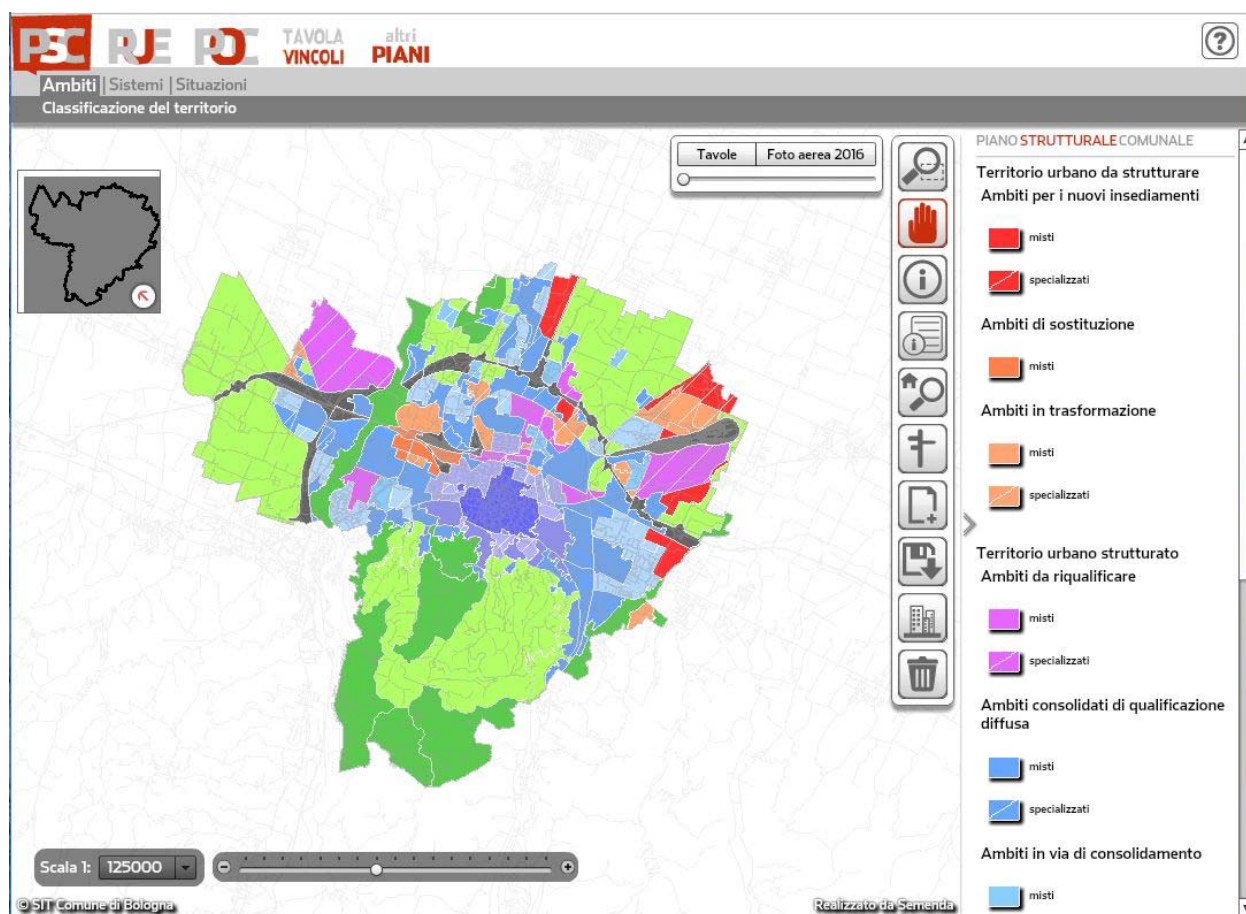 PSC RUE POC TAVOLA VINCOLI altri PIANI
?
Ambiti | Sistemi | Situazioni
Classificazione del territorio
Tavole Foto aerea 2016
PIANO STRUTTURALE COMUNALE
Territorio urbano da strutturare
Ambiti per i nuovi insediamenti
misti
specializzati
Ambiti di sostituzione
misti
Ambiti in trasformazione
misti
specializzati
Territorio urbano strutturato
Ambiti da riqualificare
misti
specializzati
Ambiti consolidati di qualificazione
diffusa
misti
specializzati
Ambiti in via di consolidamento
misti
Scala 1: 125000
© SIT Comune di Bologna
Realizzato da Semenda